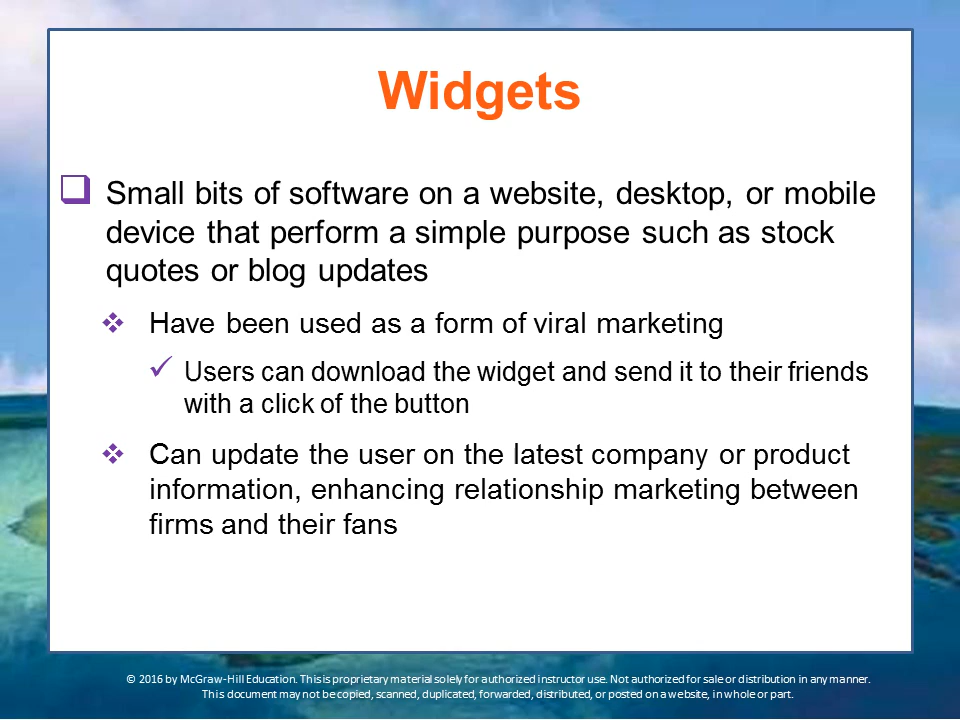 Widgets
Small bits of software on a website, desktop, or mobile
device that perform a simple purpose such as stock
quotes or blog updates
Have been used as a form of viral marketing
Users can download the widget and send it to their friends
with a click of the button
Can update the user on the latest company or product
information, enhancing relationship marketing between
firms and their fans
© 2016 by McGraw-Hill Education. This is proprietary material solely for authorized instructor use. Not authorized for sale or distribution in any manner.
This document may not be copied, scanned, duplicated, forwarded, distributed, or posted on a website, in whole or part.